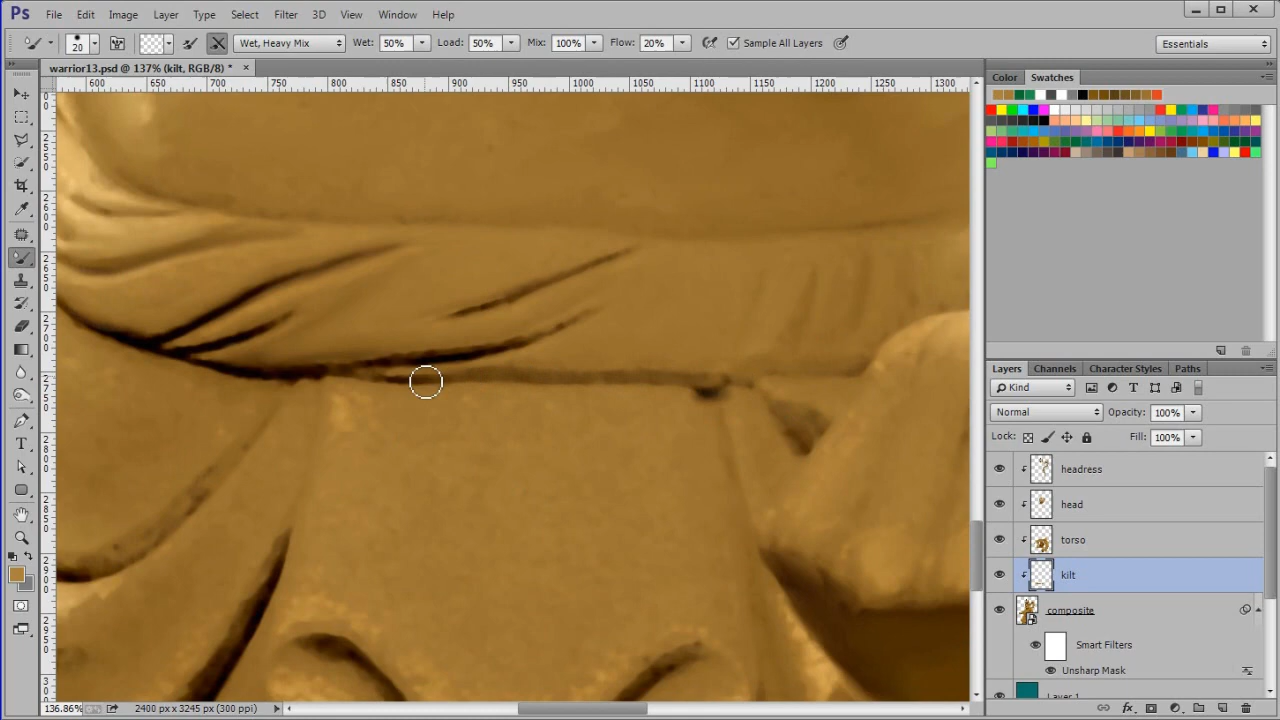 Ps File Edit Image Layer Type Select Filter 3D View Window Help
20 Wet, Heavy Mix Wet: 50% Load: 50% Mix: 100% Flow: 20% Sample All Layers Essentials
warrior13.psd @ 137% (kilt, RGB/8) * ×
600 650 700 750 800 850 900 950 1000 1050 1100 1150 1200 1250 1300
Color Swatches
Layers Character Styles Paths
Kind
Normal Opacity: 100%
Lock: Fill: 100%
headress
head
torso
kilt
composite
Smart Filters
Unsharp Mask
Layer 1
136.86% 2400 px x 3245 px (300 ppi)